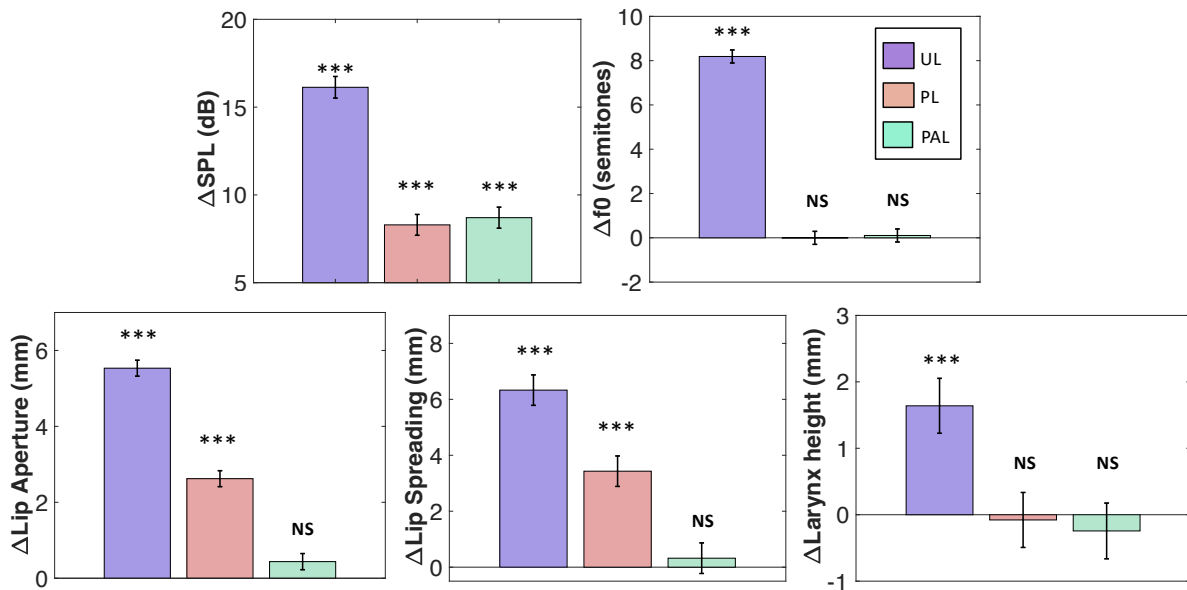 ΔSPL (dB)
20
15
10
5
***
***
***
Δf0 (semitones)
10
8
6
4
2
0
-2
***
NS
NS
UL
PL
PAL
ΔLip Aperture (mm)
6
4
2
0
***
***
NS
ΔLip Spreading (mm)
8
6
4
2
0
***
***
NS
ΔLarynx height (mm)
3
2
1
0
-1
***
NS
NS